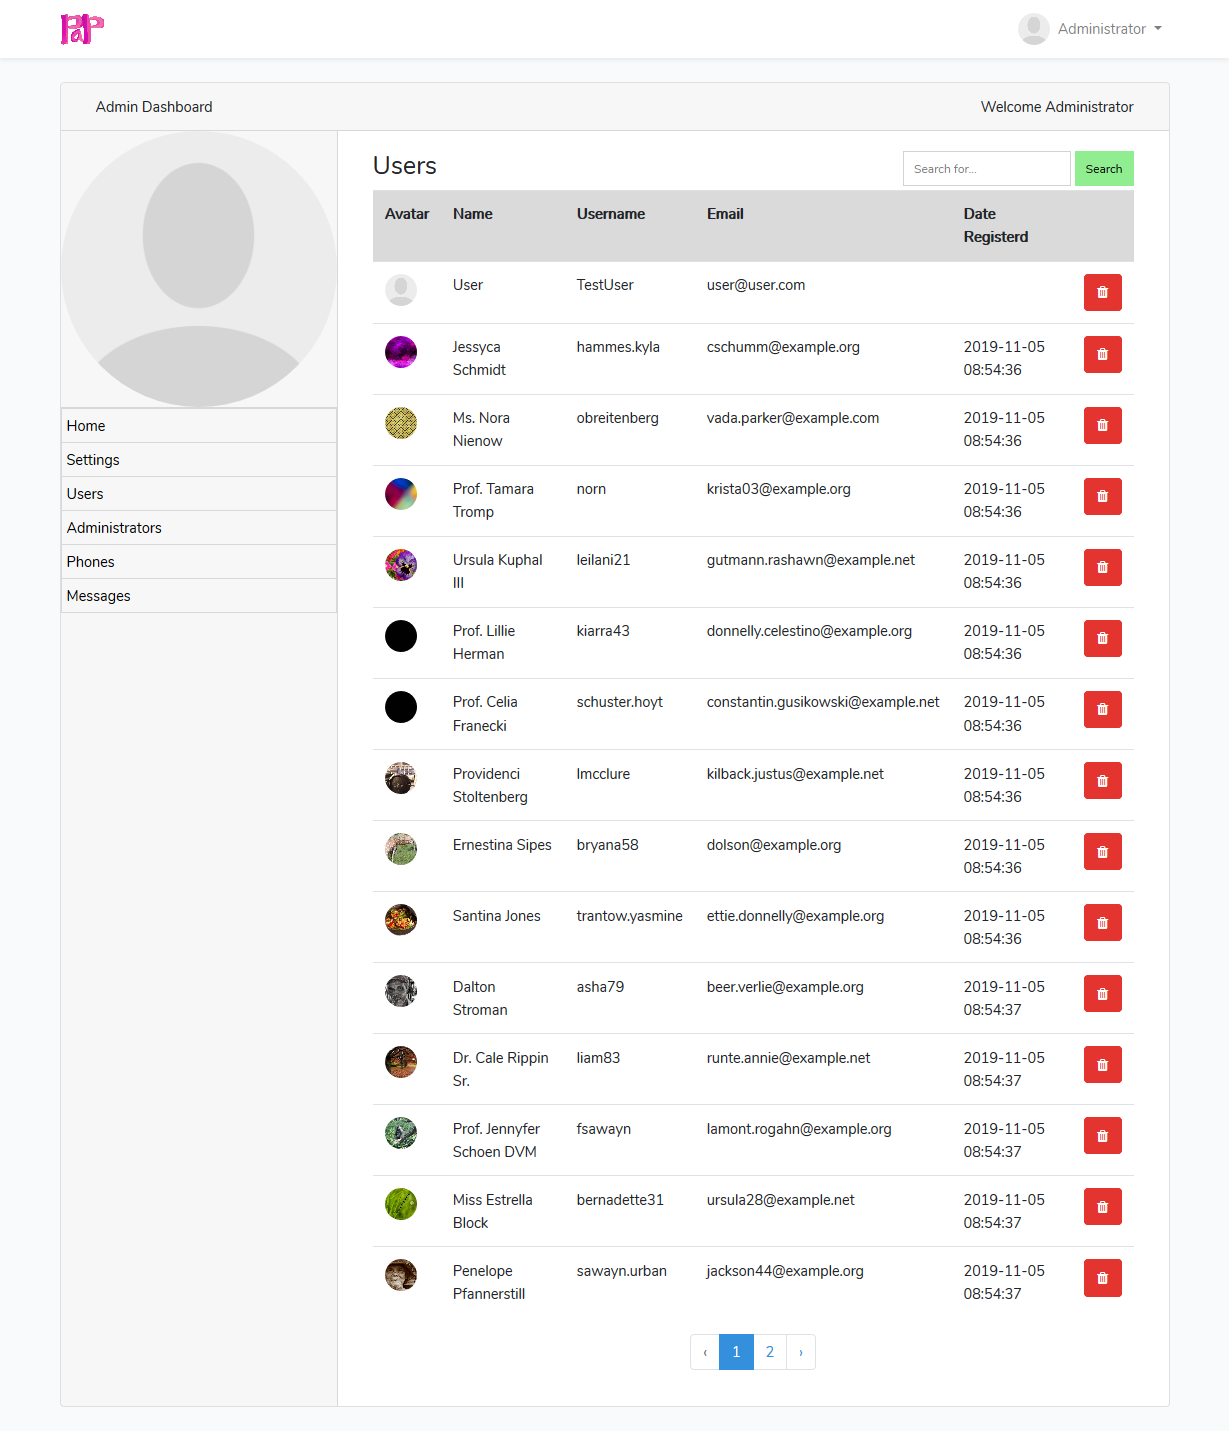 PaP
Administrator
Admin Dashboard
Welcome Administrator
Home
Settings
Users
Administrators
Phones
Messages
Users
Search for...
Search
Avatar Name Username Email Date
Registerd
User TestUser user@user.com
Jessyca hammes.kyla cschumm@example.org 2019-11-05
Schmidt 08:54:36
Ms. Nora obreitenberg vada.parker@example.com 2019-11-05
Nienow 08:54:36
Prof. Tamara norn krista03@example.org 2019-11-05
Tromp 08:54:36
Ursula Kuphal leilani21 gutmann.rashawn@example.net 2019-11-05
III 08:54:36
Prof. Lillie kiarra43 donnelly.celestino@example.org 2019-11-05
Herman 08:54:36
Prof. Celia schuster.hoyt constantin.gusikowski@example.net 2019-11-05
Franecki 08:54:36
Providenci lmcclure kilback.justus@example.net 2019-11-05
Stoltenberg 08:54:36
Ernestina Sipes bryana58 dolson@example.org 2019-11-05
08:54:36
Santina Jones trantow.yasmine ettie.donnelly@example.org 2019-11-05
08:54:36
Dalton asha79 beer.verlie@example.org 2019-11-05
Stroman 08:54:37
Dr. Cale Rippin liam83 runte.annie@example.net 2019-11-05
Sr. 08:54:37
Prof. Jennyfer fsawayn lamont.rogahn@example.org 2019-11-05
Schoen DVM 08:54:37
Miss Estrella bernadette31 ursula28@example.net 2019-11-05
Block 08:54:37
Penelope sawayn.urban jackson44@example.org 2019-11-05
Pfannerstill 08:54:37
‹ 1 2 ›